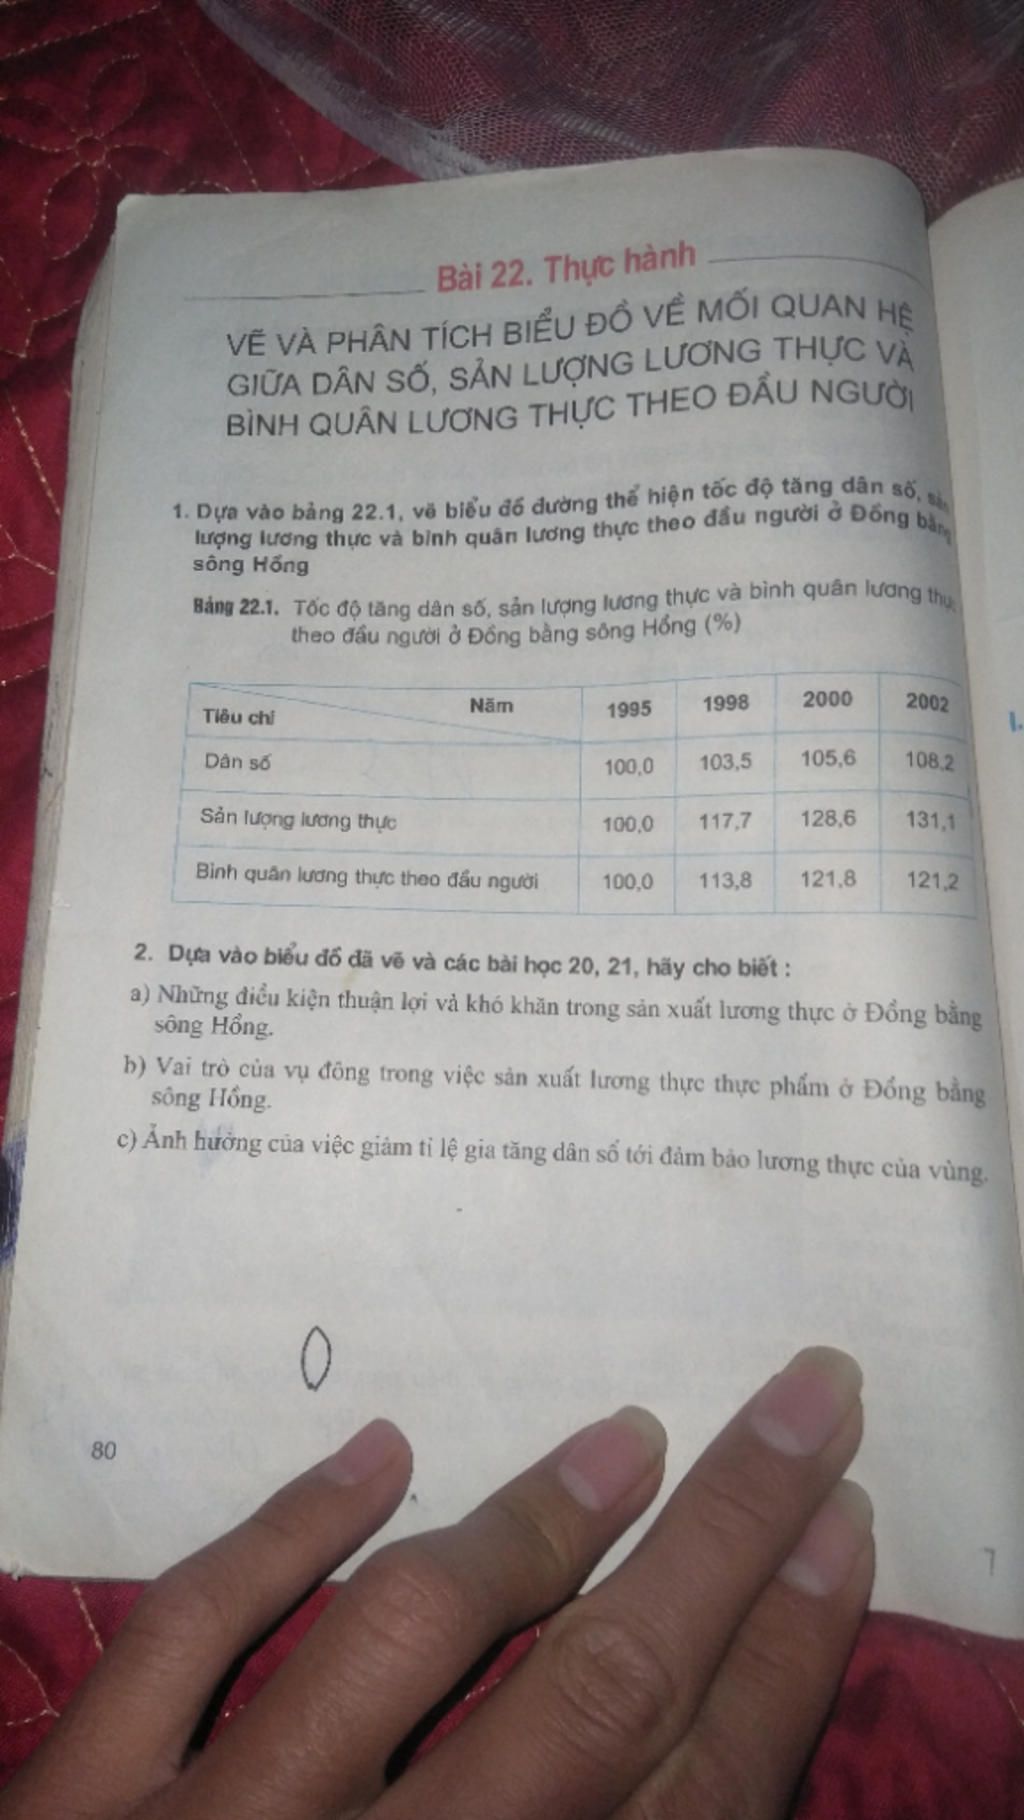 Bài 22. Thực hành
VẼ VÀ PHÂN TÍCH BIỂU ĐỒ VỀ MỐI QUAN HỆ
GIỮA DÂN SỐ, SẢN LƯỢNG LƯƠNG THỰC VÀ
BÌNH QUÂN LƯƠNG THỰC THEO ĐẦU NGƯỜI
1. Dựa vào bảng 22.1, vẽ biểu đồ đường thể hiện tốc độ tăng dân số, sản
lượng lương thực và bình quân lương thực theo đầu người ở Đồng bằng
sông Hồng
Bảng 22.1. Tốc độ tăng dân số, sản lượng lương thực và bình quân lương thực
theo đầu người ở Đồng bằng sông Hồng (%)
Năm
Tiêu chí 1995 1998 2000 2002
Dân số 100,0 103,5 105,6 108,2
Sản lượng lương thực 100,0 117,7 128,6 131,1
Bình quân lương thực theo đầu người 100,0 113,8 121,8 121,2
2. Dựa vào biểu đồ đã vẽ và các bài học 20, 21, hãy cho biết :
a) Những điều kiện thuận lợi và khó khăn trong sản xuất lương thực ở Đồng bằng
sông Hồng.
b) Vai trò của vụ đông trong việc sản xuất lương thực thực phẩm ở Đồng bằng
sông Hồng.
c) Ảnh hưởng của việc giảm tỉ lệ gia tăng dân số tới đảm bảo lương thực của vùng.
80